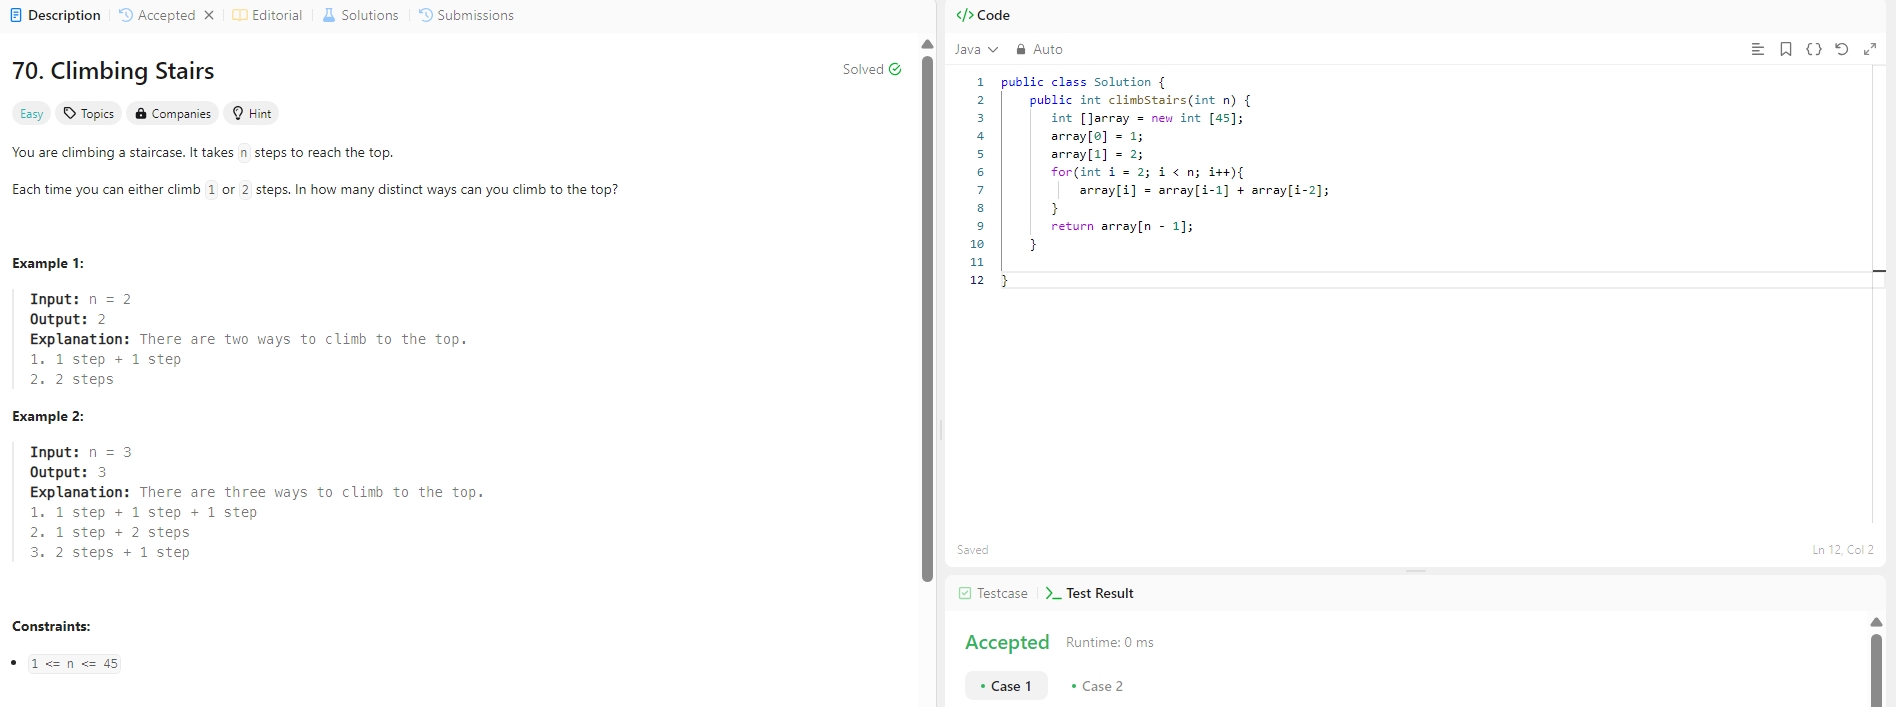 Description
Accepted
Editorial
Solutions
Submissions
70. Climbing Stairs
Solved
Easy
Topics
Companies
Hint
You are climbing a staircase. It takes n steps to reach the top.
Each time you can either climb 1 or 2 steps. In how many distinct ways can you climb to the top?
Example 1:
Input: n = 2
Output: 2
Explanation: There are two ways to climb to the top.
1. 1 step + 1 step
2. 2 steps
Example 2:
Input: n = 3
Output: 3
Explanation: There are three ways to climb to the top.
1. 1 step + 1 step + 1 step
2. 1 step + 2 steps
3. 2 steps + 1 step
Constraints:
• 1 <= n <= 45
</> Code
Java
Auto
1 public class Solution {
2 public int climbStairs(int n) {
3 int []array = new int [45];
4 array[0] = 1;
5 array[1] = 2;
6 for(int i = 2; i < n; i++){
7 array[i] = array[i-1] + array[i-2];
8 }
9 return array[n - 1];
10 }
11
12 }
Saved
Ln 12, Col 2
Testcase
Test Result
Accepted
Runtime: 0 ms
• Case 1
• Case 2